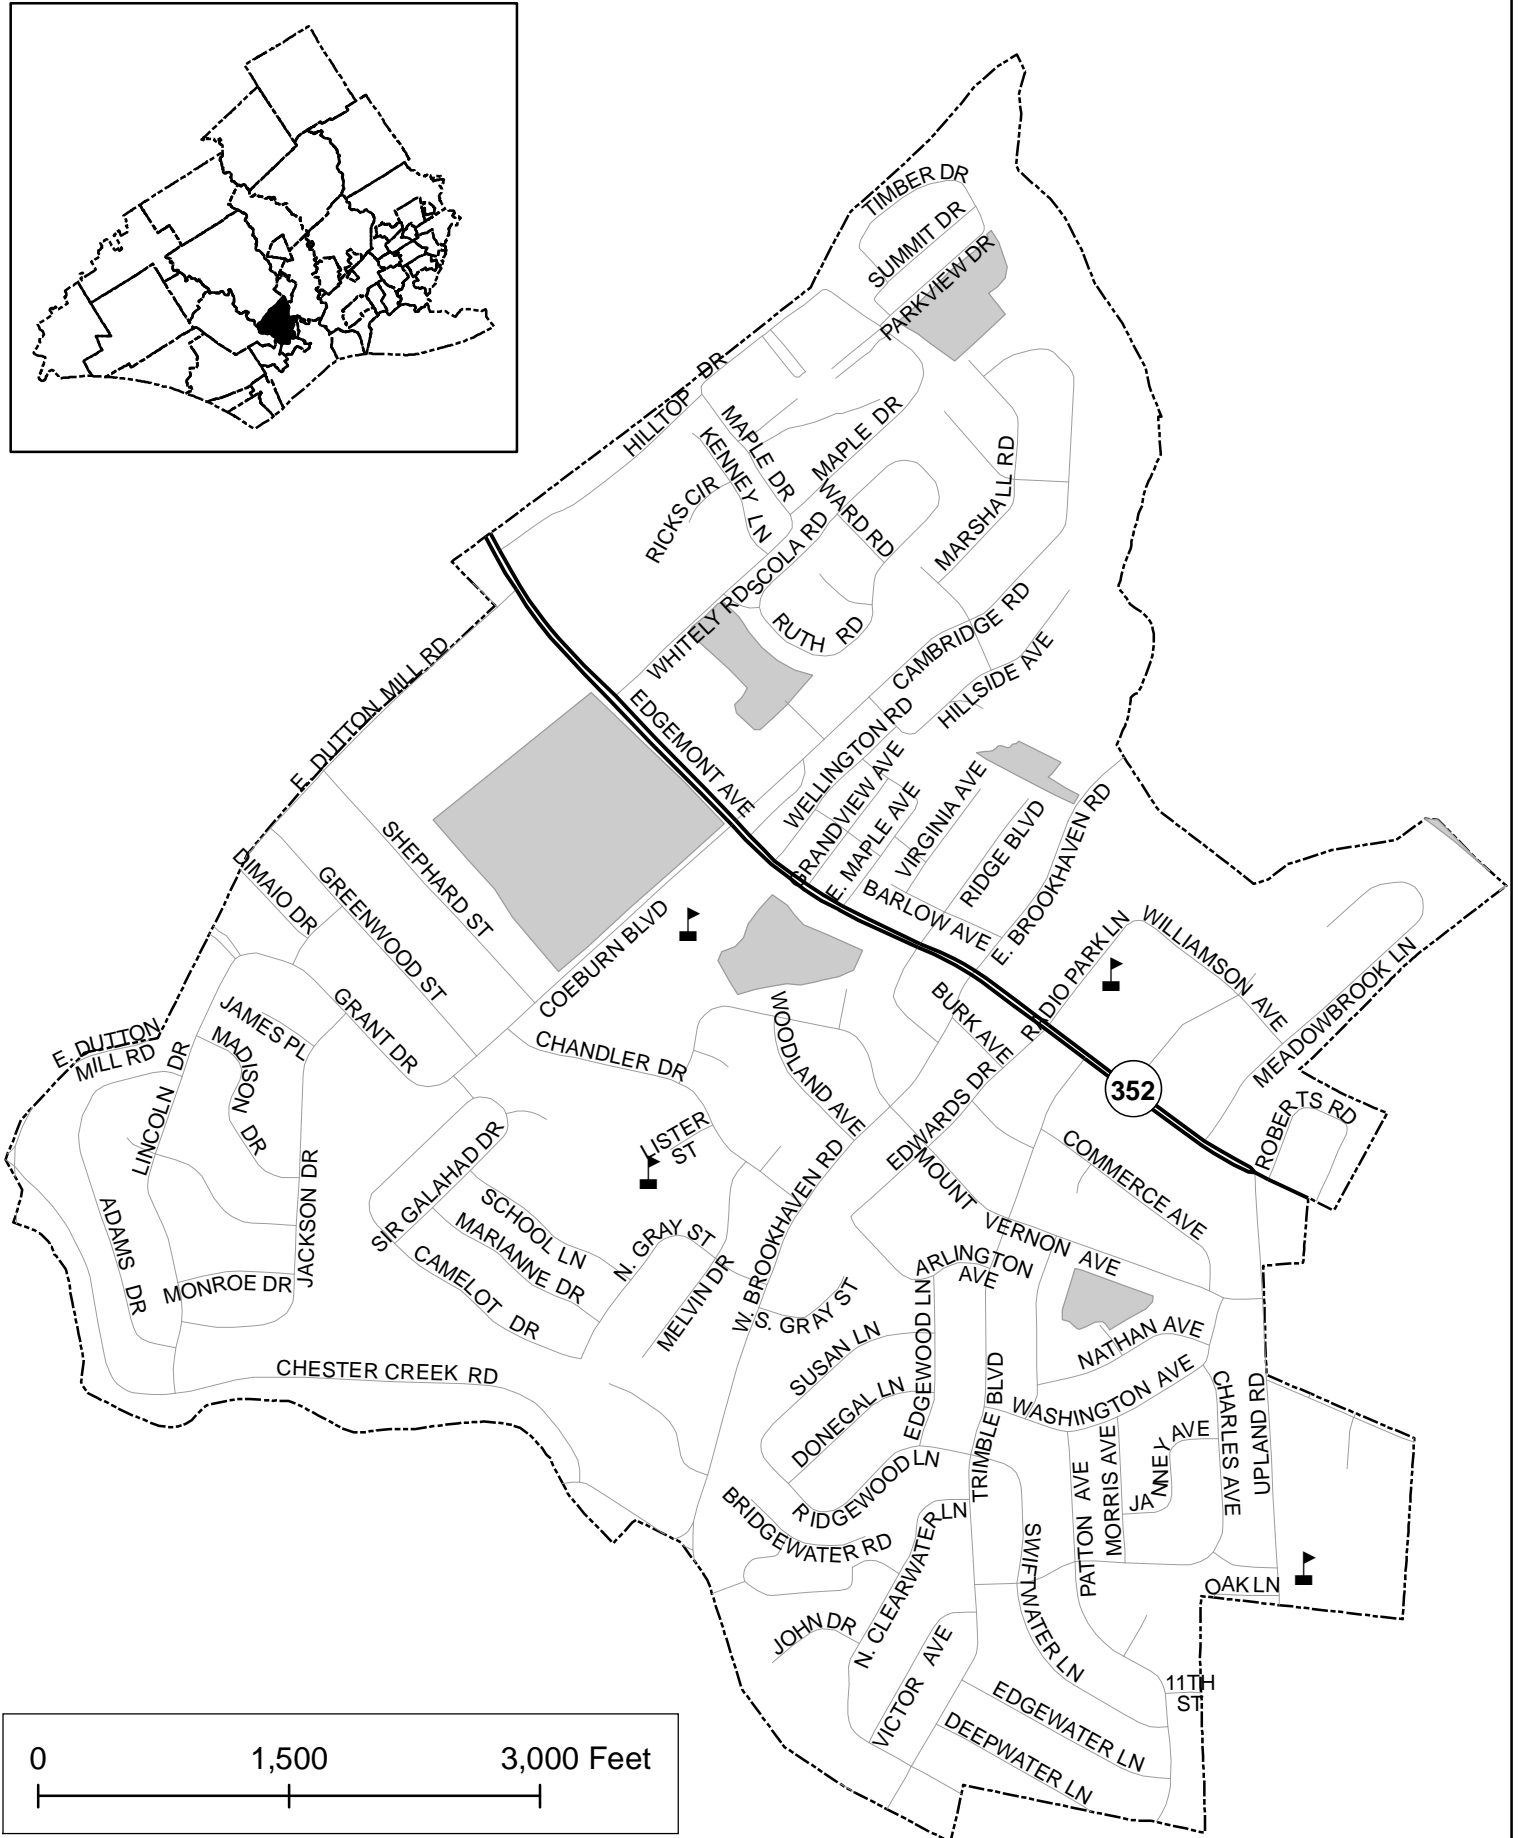 TIMBER DR
SUMMIT DR
PARKVIEW DR
HILLTOP DR
MAPLE DR
MAPLE DR
KENNEY LN
RICKS CIR
WARD RD
SCOLA RD
MARSHALL RD
WHITELY RD
RUTH RD
CAMBRIDGE RD
HILLSIDE AVE
E. DUTTON MILL RD
EDGEMONT AVE
WELLINGTON RD
GRANDVIEW AVE
E. MAPLE AVE
VIRGINIA AVE
RIDGE BLVD
E. BROOKHAVEN RD
BARLOW AVE
SHEPHARD ST
DIMAIO DR
GREENWOOD ST
COEBURN BLVD
RADIO PARK LN
WILLIAMSON AVE
MEADOWBROOK LN
JAMES PL
GRANT DR
MADISON DR
E. DUTTON
MILL RD
LINCOLN DR
CHANDLER DR
WOODLAND AVE
BURK AVE
EDWARDS DR
352
ROBERTS RD
LISTER
ST
SIR GALAHAD DR
MOUNT VERNON AVE
COMMERCE AVE
ADAMS DR
JACKSON DR
SCHOOL LN
MARIANNE DR
CAMELOT DR
N. GRAY ST
MELVIN DR
W. BROOKHAVEN RD
ARLINGTON
AVE
MONROE DR
S. GRAY ST
SUSAN LN
EDGEWOOD LN
NATHAN AVE
CHESTER CREEK RD
DONEGAL LN
TRIMBLE BLVD
WASHINGTON AVE
CHARLES AVE
UPLAND RD
RIDGEWOOD LN
PATTON AVE
MORRIS AVE
JANNEY AVE
BRIDGEWATER RD
N. CLEARWATER LN
SWIFTWATER LN
OAK LN
JOHN DR
VICTOR AVE
11TH
ST
EDGEWATER LN
DEEPWATER LN
0 1,500 3,000 Feet